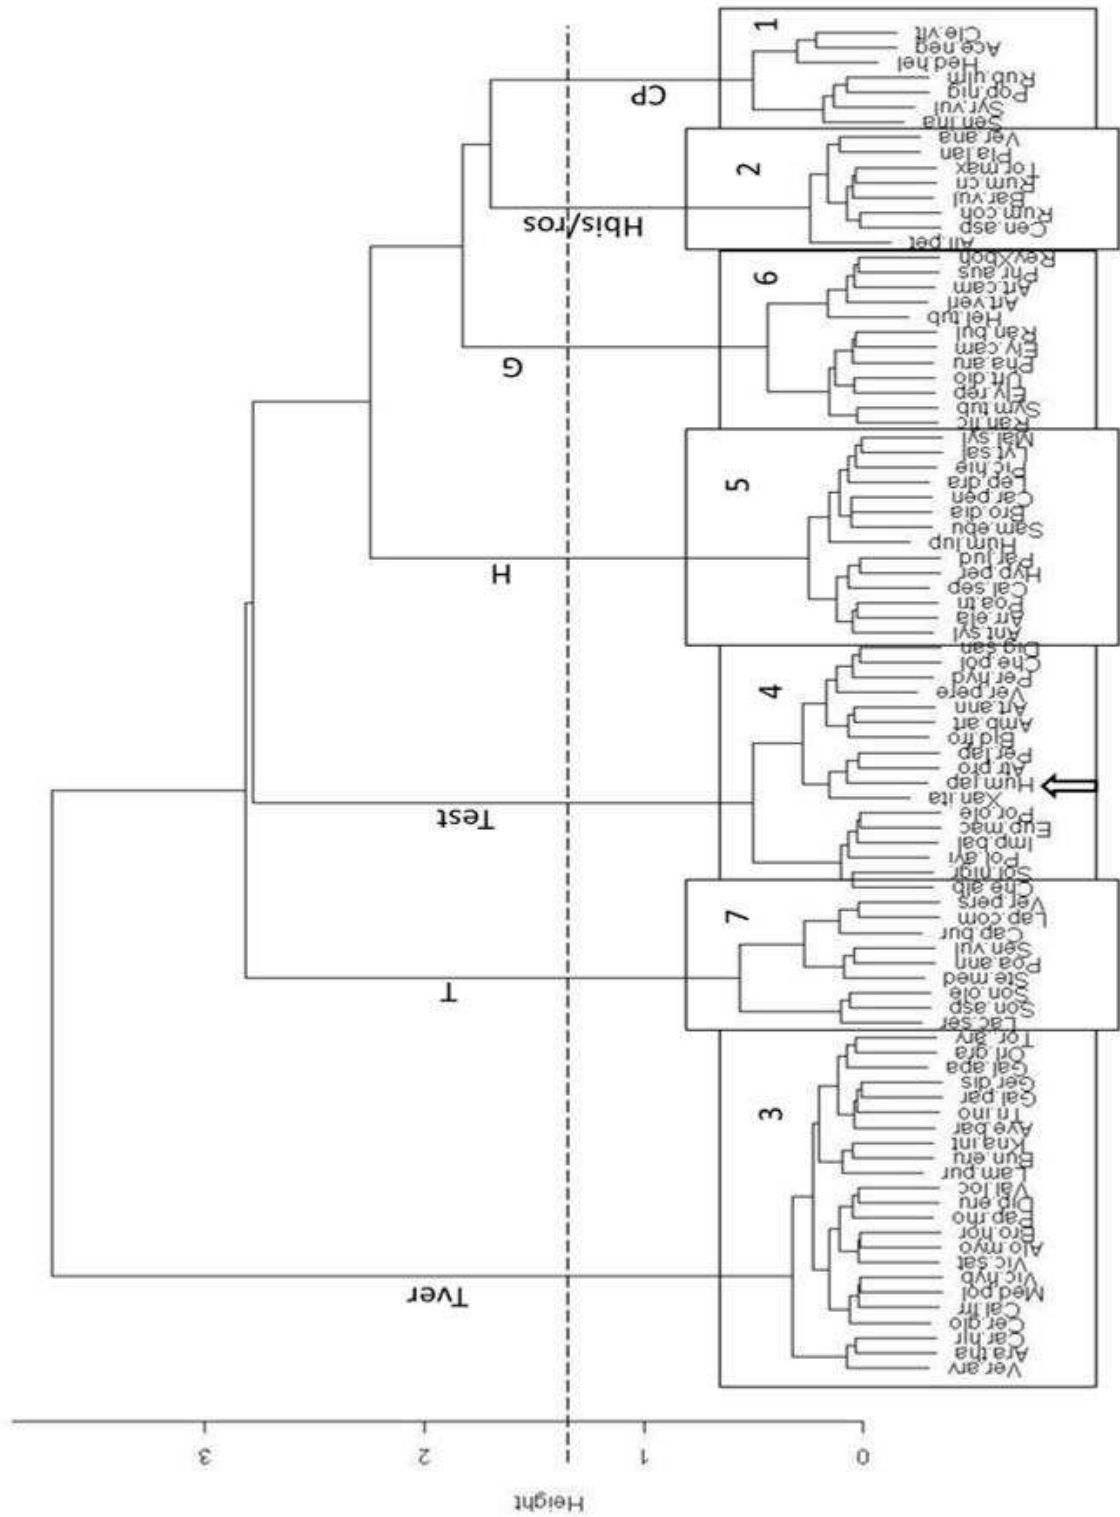 1
Cle.vit
Ace.neg
Hed.hel
Rub.ulm
Pop.nig
Syr.vul
Sen.ina
CP
2
Ver.ana
Pla.lan
Tor.max
Rum.cri
Bar.vul
Rum.con
Cen.asp
All.pet
Hbis/ros
6
ReyXboh
Phr.aus
Art.cam
Art.verl
Hel.tub
Ran.bul
Ely.cam
Pha.aru
Urt.dio
Ely.rep
Sym.tub
Ran.fic
G
5
Mal.syl
Lyt.sal
Pic.hie
Lep.dra
Car.pen
Bro.dia
Sam.ebu
Hum.lup
Par.jud
Hyp.per
Cal.sep
Poa.tri
Arr.ela
Ant.syl
H
4
Dig.san
Che.pol
Per.hyd
Ver.pere
Art.ann
Amb.art
Bid.fro
Per.lap
Atr.pro
Hum.jap
Xan.ita
Por.ole
Eup.mac
Imp.bal
Pol.avi
Sol.nigr
Che.alb
Test
7
Ver.pers
Lap.com
Cap.bur
Sen.vul
Poa.ann
Ste.med
Son.ole
Son.asp
Lac.ser
T
3
Tor.arv
Ori.gra
Gal.apa
Ger.dis
Gal.par
Tri.ino
Ave.bar
Kna.int
Bun.eru
Lam.pur
Val.loc
Dip.eru
Pap.rho
Bro.hor
Alo.myo
Vic.sat
Vic.hyb
Med.pol
Cal.frr
Cer.glo
Car.hir
Ara.tha
Ver.arv
Tver
3
2
1
0
Height